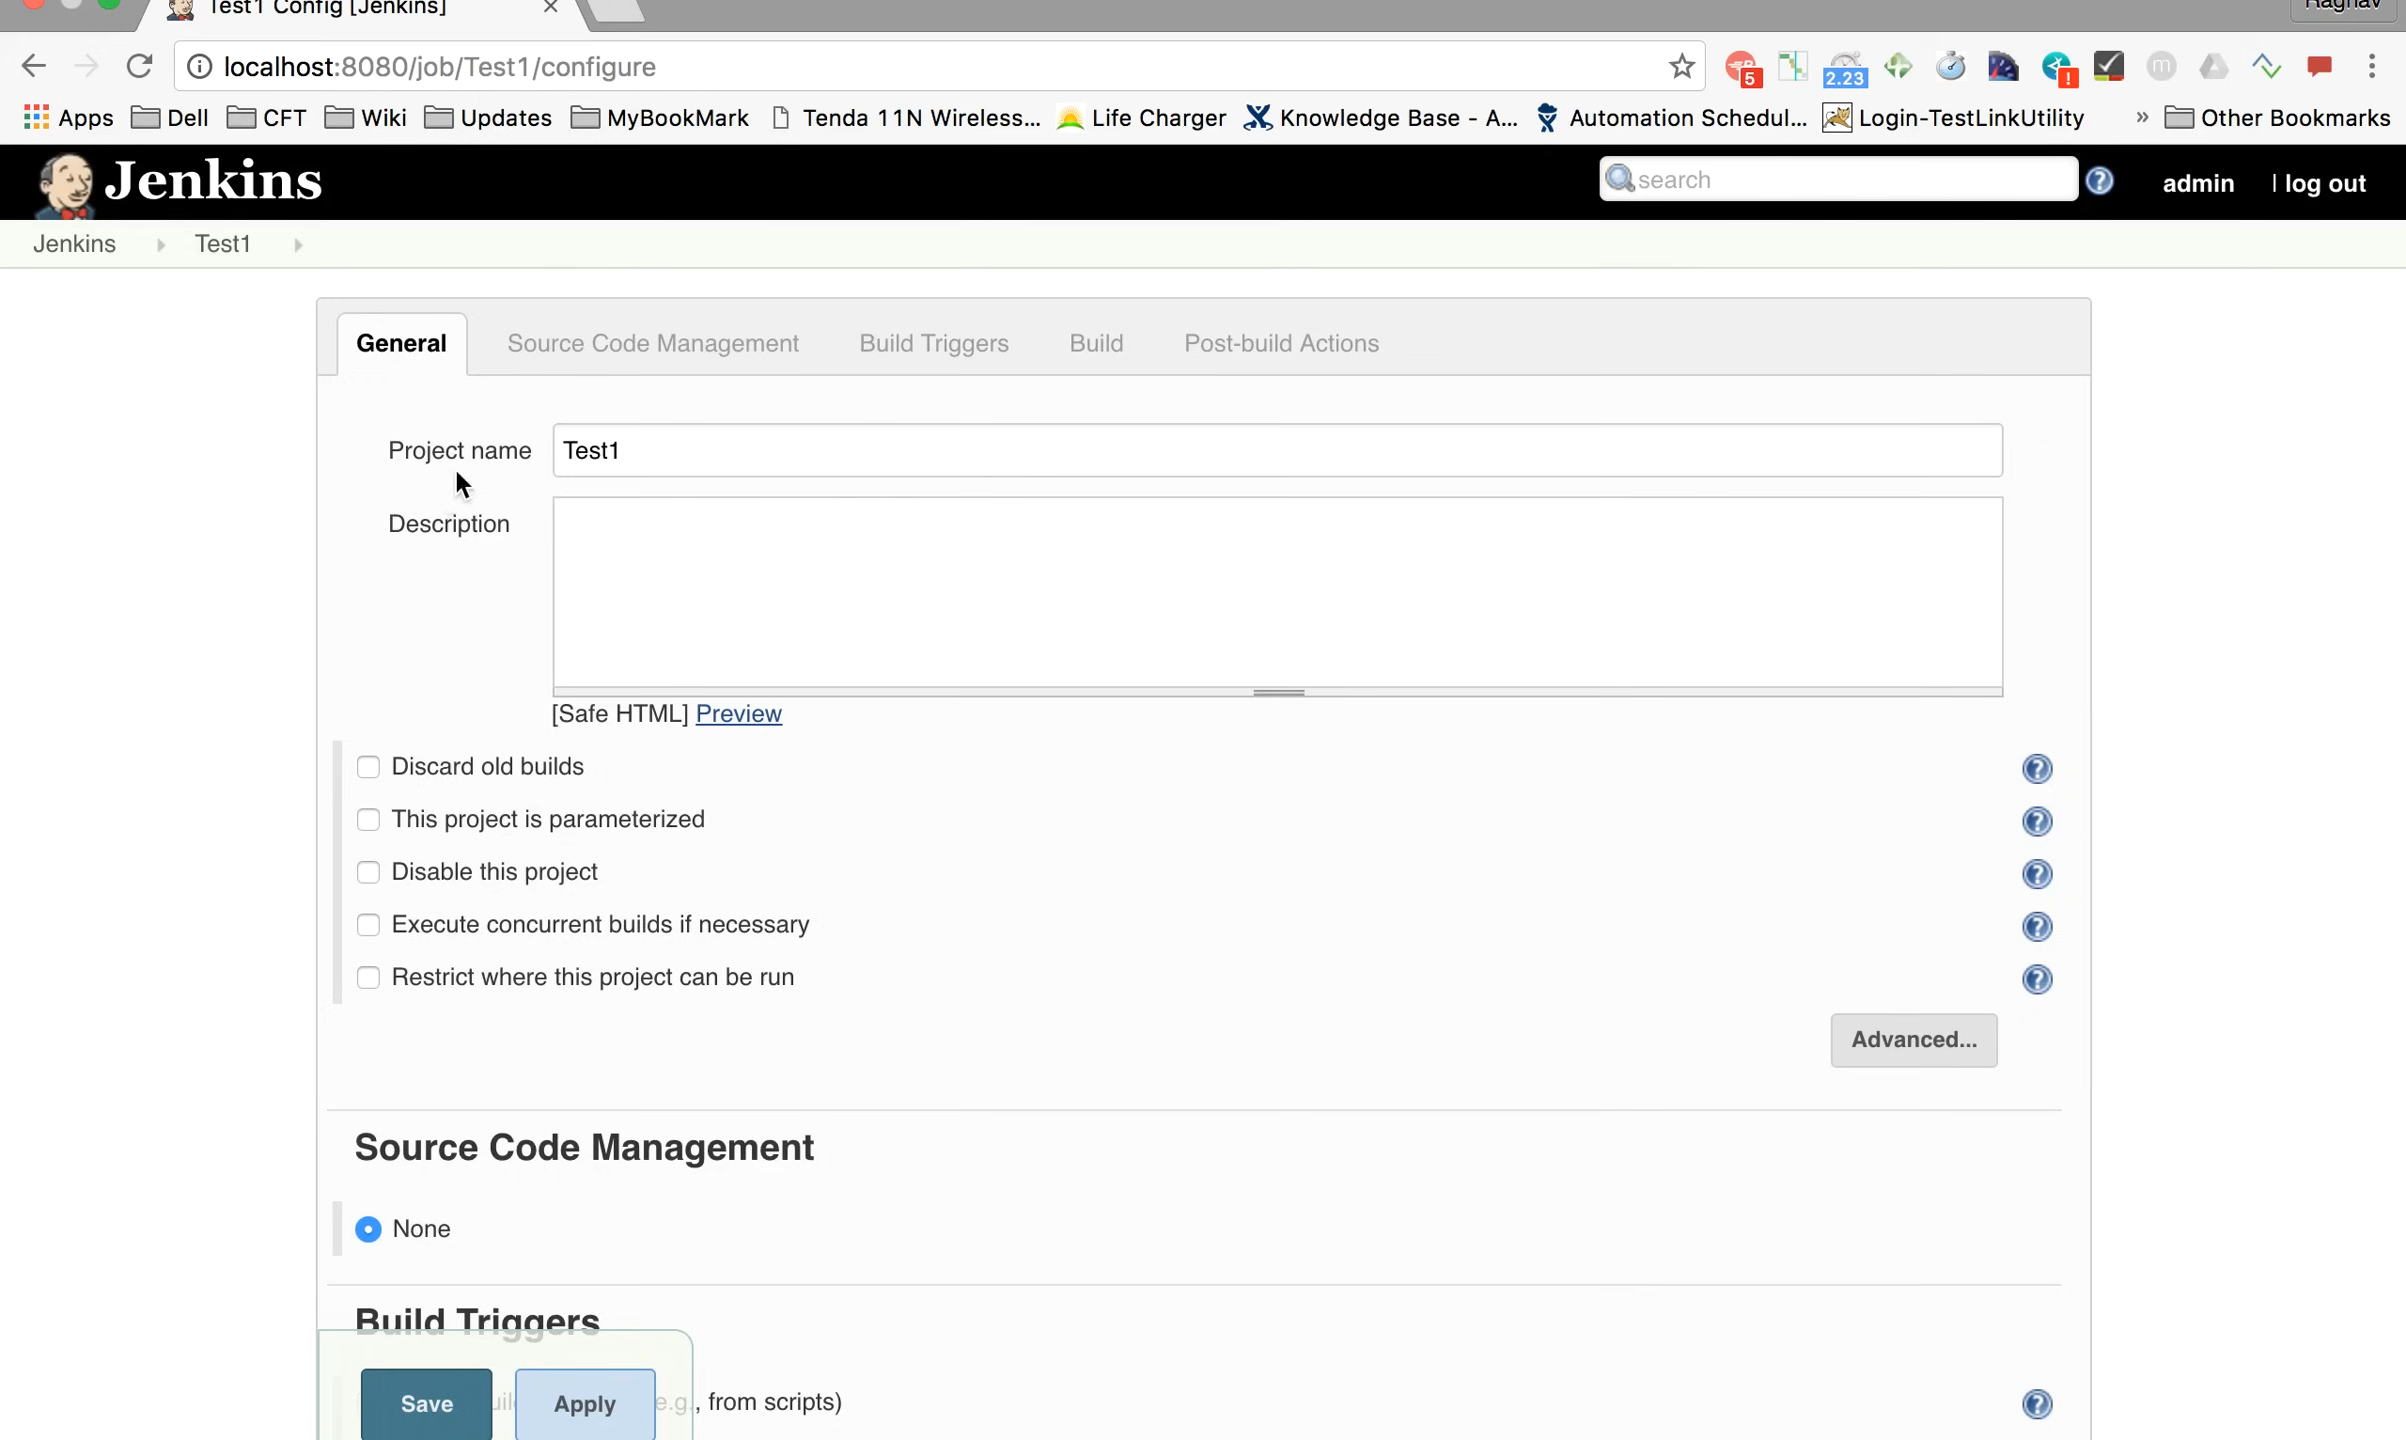 Test1 Config [Jenkins]
Raghav
localhost:8080/job/Test1/configure
5
2.23
!
m
Apps Dell CFT Wiki Updates MyBookMark Tenda 11N Wireless... Life Charger Knowledge Base - A... Automation Schedul... Login-TestLinkUtility » Other Bookmarks
Jenkins search ? admin | log out
Jenkins Test1
General Source Code Management Build Triggers Build Post-build Actions
Project name Test1
Description
[Safe HTML] Preview
Discard old builds ?
This project is parameterized ?
Disable this project ?
Execute concurrent builds if necessary ?
Restrict where this project can be run ?
Advanced...
Source Code Management
None
Build Triggers
Save Apply e.g., from scripts) ?